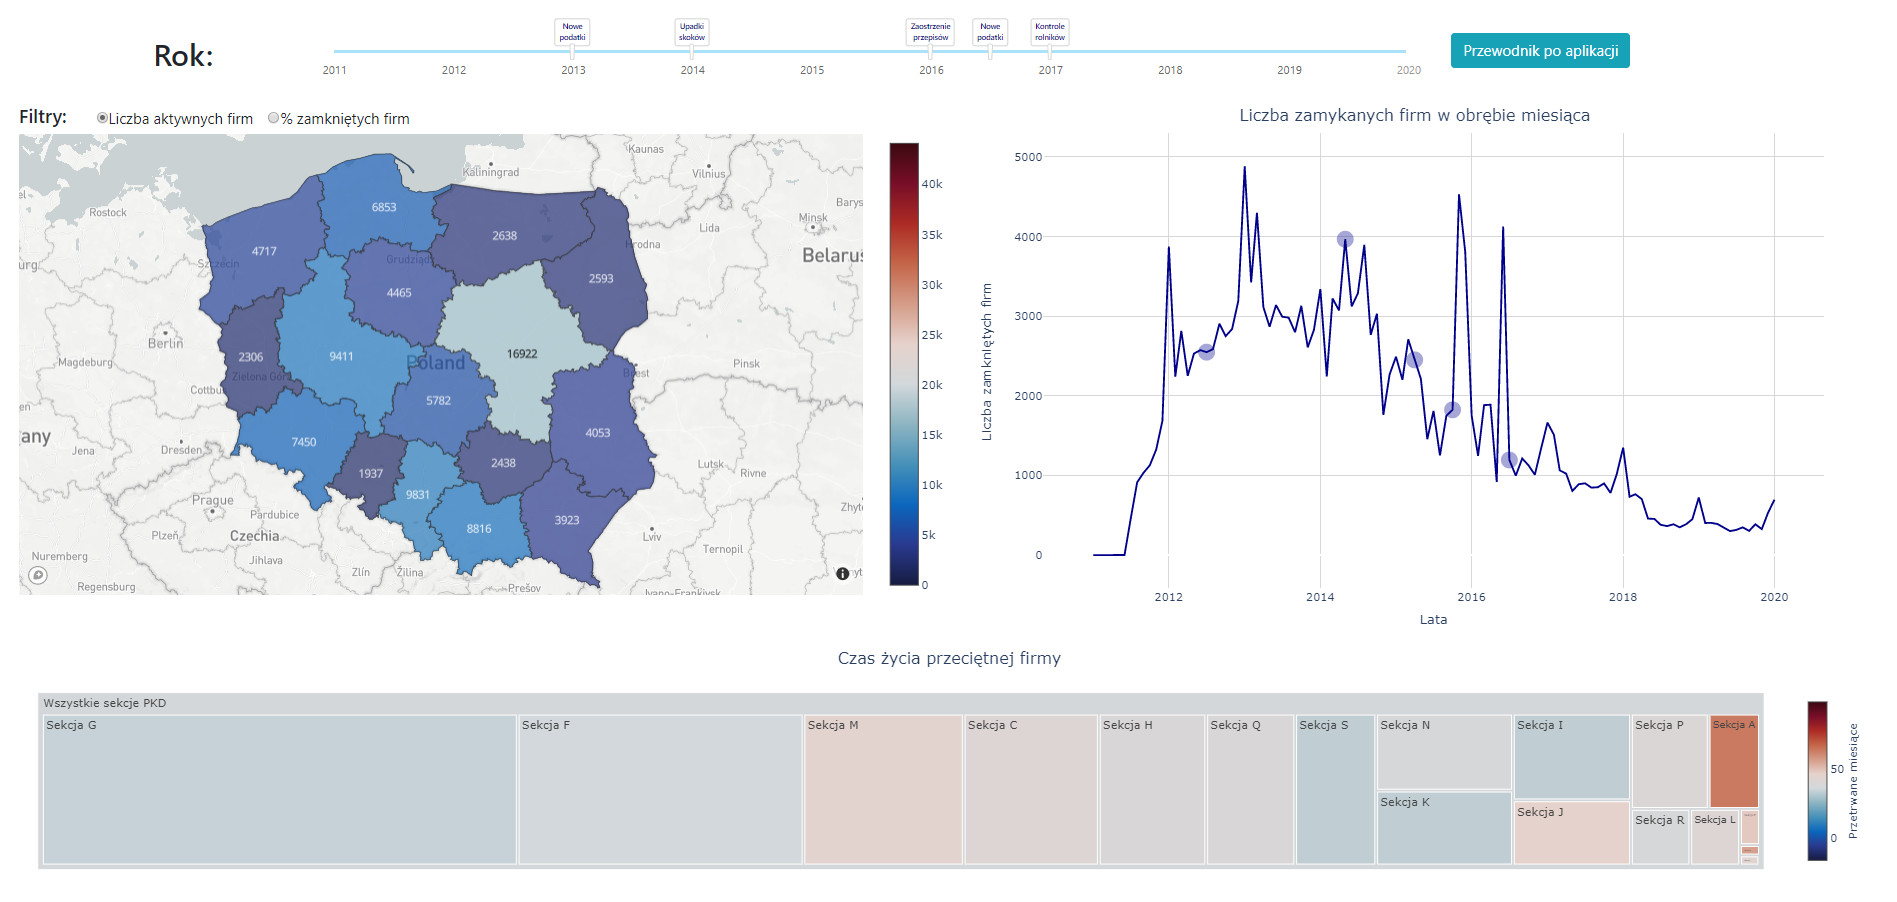 Nowe
podatki
Upadki
skoków
Zaostrzenie
przepisów
Nowe
podatki
Kontrole
rolników
Rok:
Przewodnik po aplikacji
2011
2012
2013
2014
2015
2016
2017
2018
2019
2020
Filtry:
Liczba aktywnych firm
% zamkniętych firm
Kaunas
Kaliningrad
Vilnius
Rostock
Barys
Minsk
Lida
Hrodna
Belarus
Szczecin
Grudziądz
Berlin
Poland
Magdeburg
Pinsk
Brest
Zielona Góra
Cottbu
any
Jena
Dresden
Lutsk
Rivne
Prague
Pardubice
Plzeň
Czechia
Zhyt
Lviv
Ternopil
Nuremberg
Jihlava
Zlín
Žilina
Regensburg
Prešov
Ivano-Frankivsk
6853
4717
2638
2593
4465
2306
9411
16922
5782
7450
4053
1937
2438
9831
8816
3923
40k
35k
30k
25k
20k
15k
10k
5k
0
Liczba zamykanych firm w obrębie miesiąca
LIczba zamkniętych firm
5000
4000
3000
2000
1000
0
2012
2014
2016
2018
2020
Lata
Czas życia przeciętnej firmy
Wszystkie sekcje PKD
Sekcja G
Sekcja F
Sekcja M
Sekcja C
Sekcja H
Sekcja Q
Sekcja S
Sekcja N
Sekcja K
Sekcja I
Sekcja J
Sekcja P
Sekcja A
Sekcja R
Sekcja L
50
0
Przetrwane miesiące